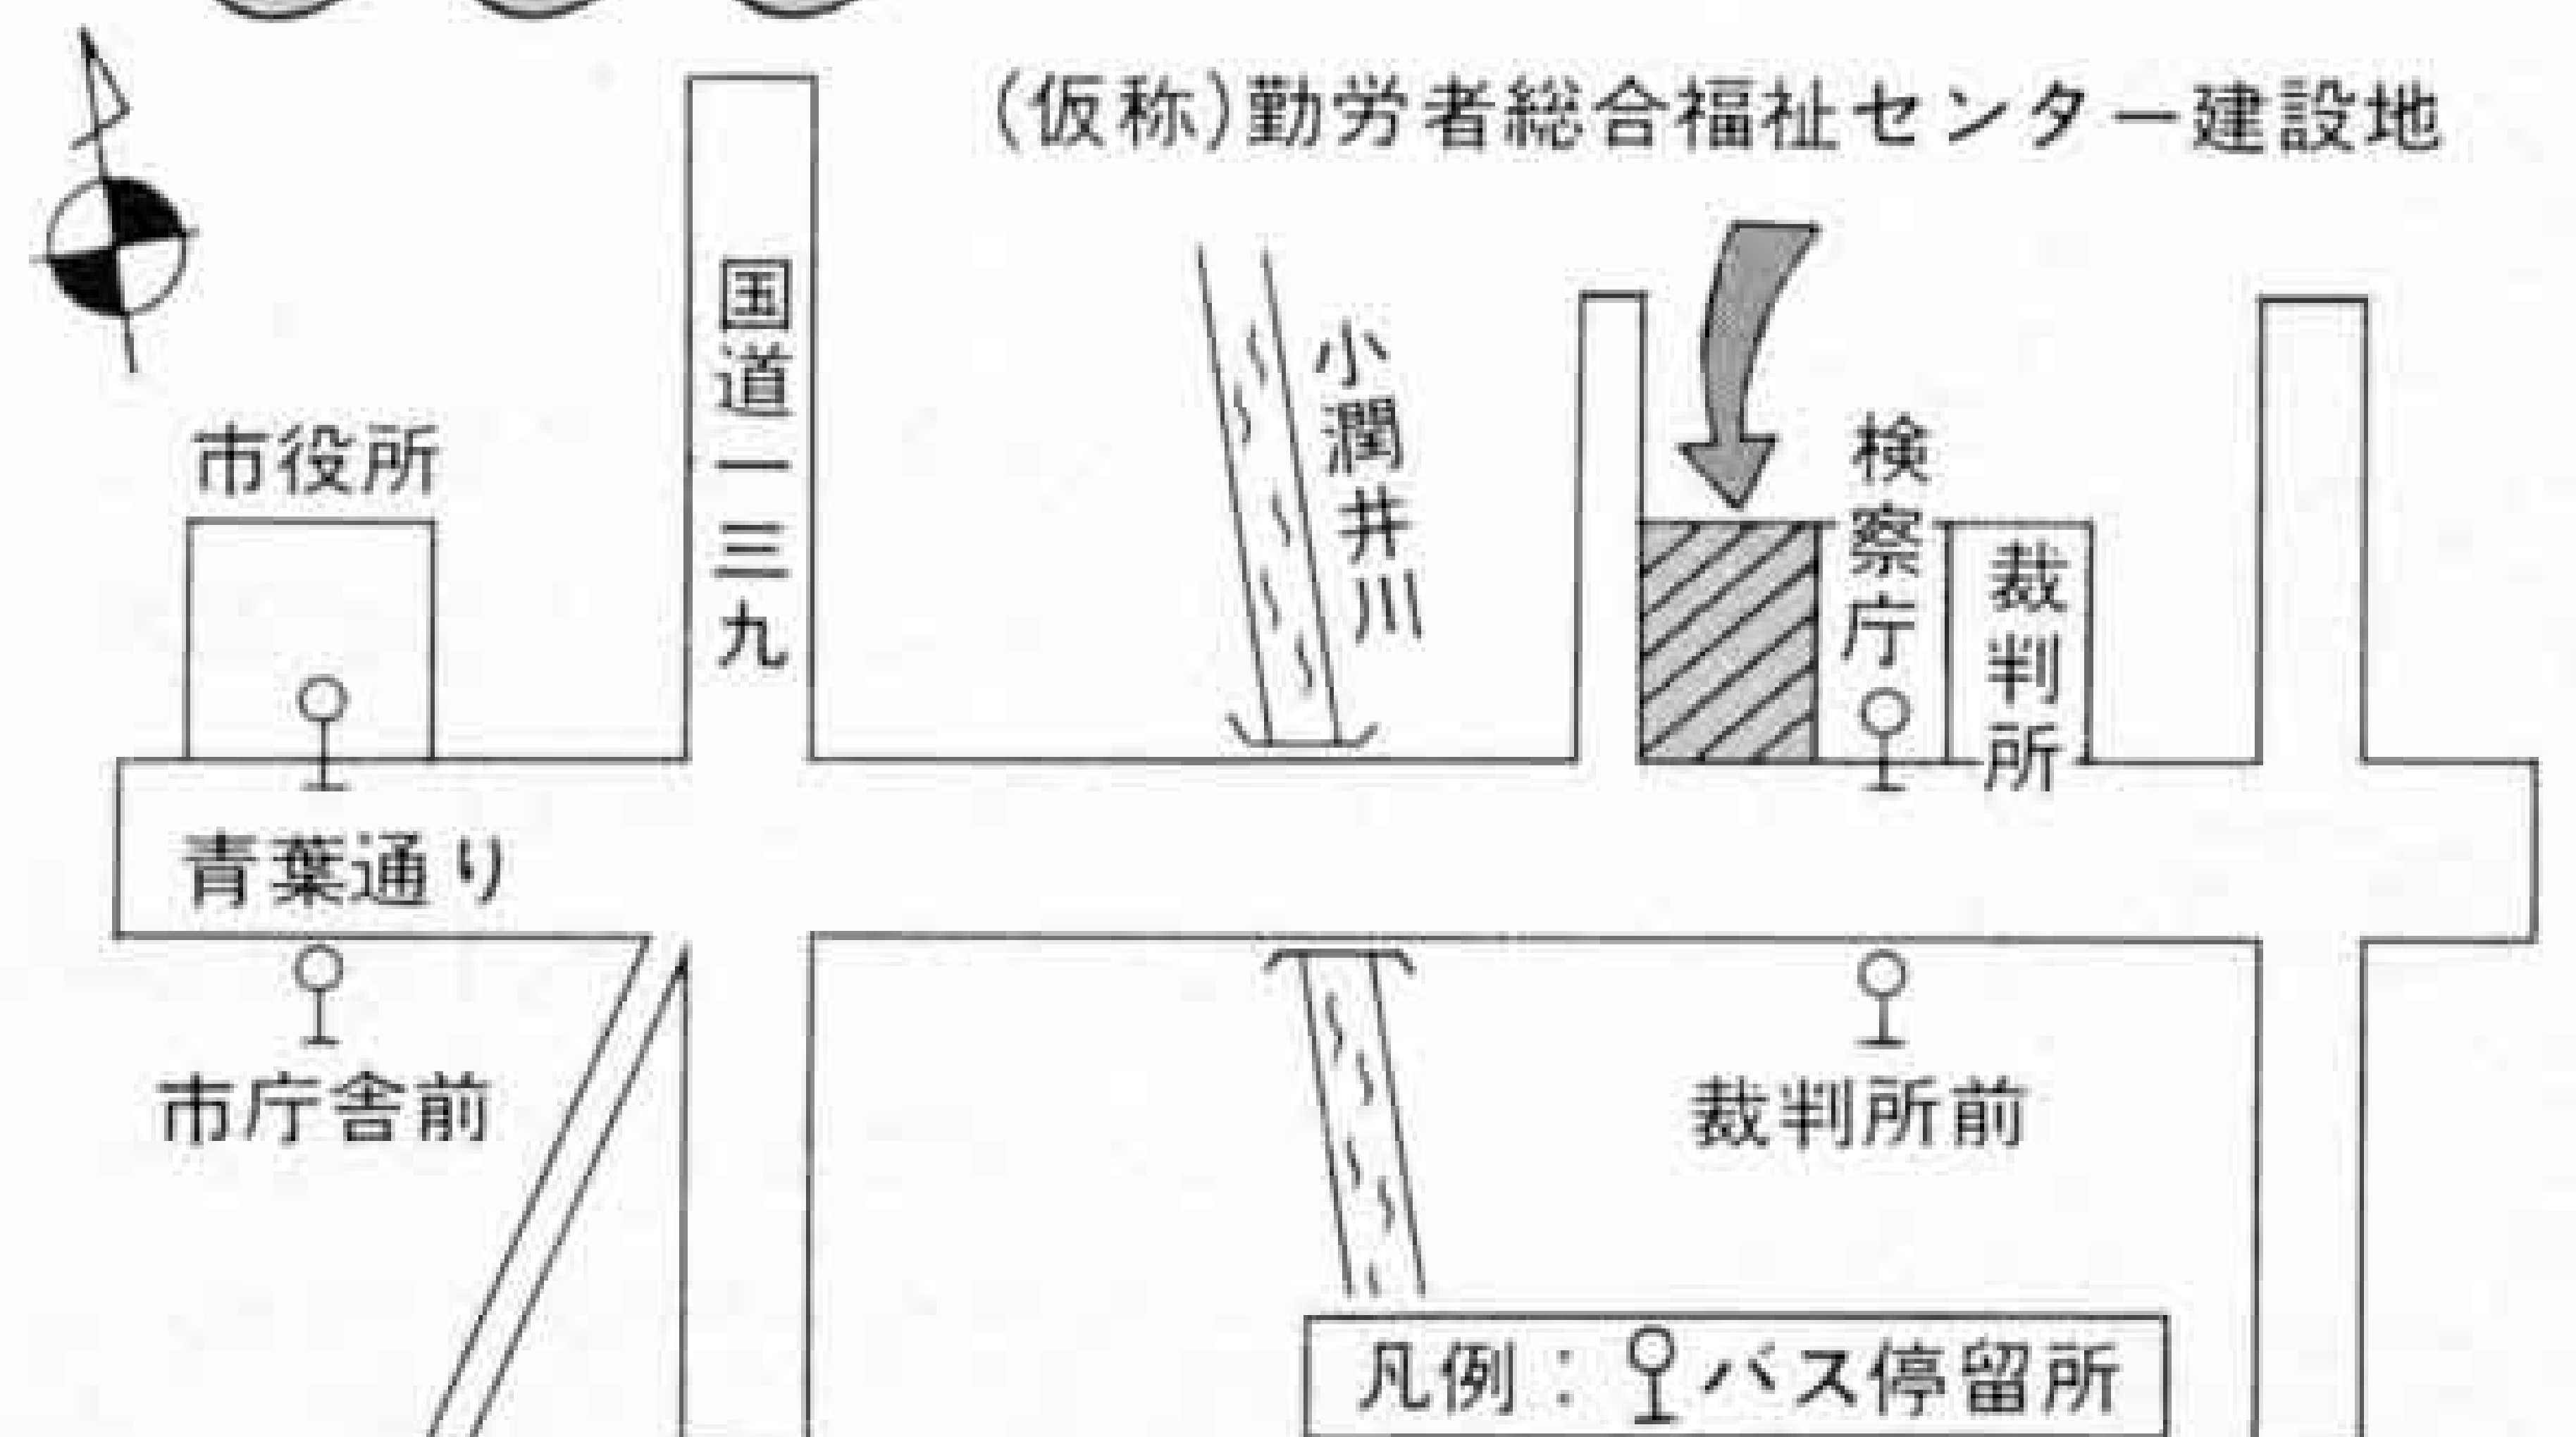 (仮称)勤労者総合福祉センター建設地
国道一三九
小潤井川
市役所
検察庁
裁判所
青葉通り
市庁舎前
裁判所前
凡例：バス停留所